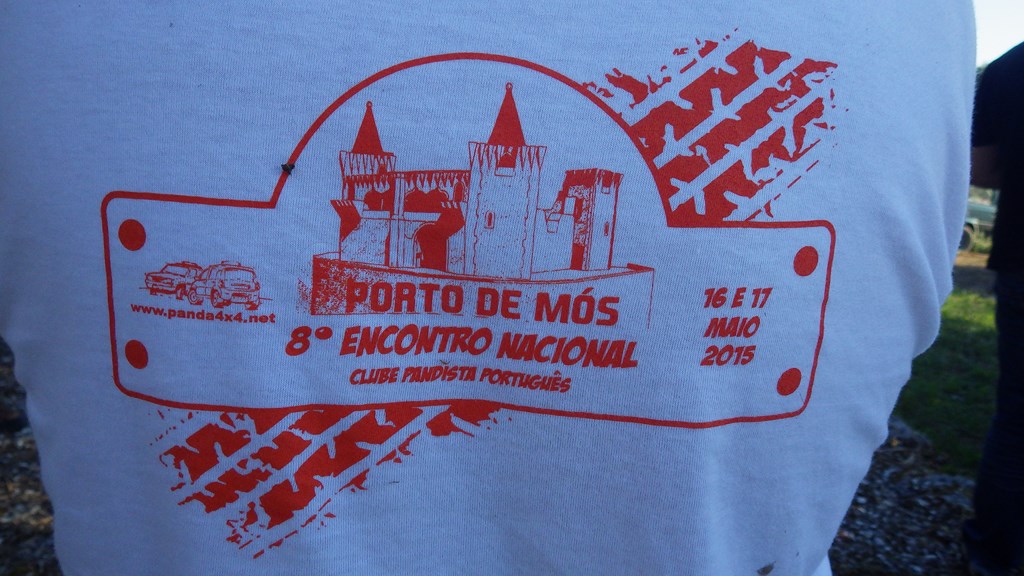 PORTO DE MÓS
8º ENCONTRO NACIONAL
CLUBE PANDISTA PORTUGUÊS
www.panda4x4.net
16 E 17
MAIO
2015